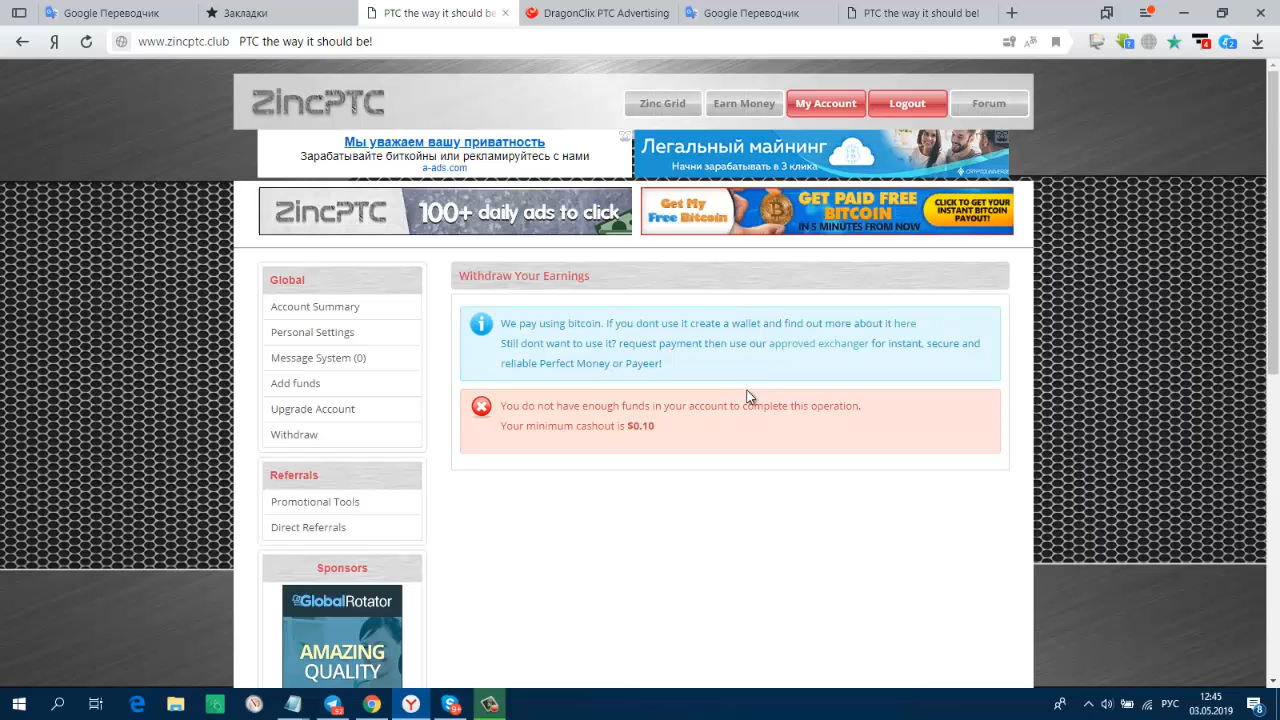 Google Переводчик
Закладки
PTC the way it should be
DragonClix PTC Advertising
Google Переводчик
PTC the way it should be!
www.zincptc.club PTC the way it should be!
ZincPTC
Zinc Grid
Earn Money
My Account
Logout
Forum
Мы уважаем вашу приватность
Зарабатывайте биткойны или рекламируйтесь с нами
a-ads.com
Легальный майнинг
Начни зарабатывать в 3 клика
CRYPTOUNIVERSE
ZincPTC
100+ daily ads to click
Get My
Free Bitcoin
GET PAID FREE
BITCOIN
IN 5 MINUTES FROM NOW
CLICK TO GET YOUR
INSTANT BITCOIN
PAYOUT!
Global
Account Summary
Personal Settings
Message System (0)
Add funds
Upgrade Account
Withdraw
Referrals
Promotional Tools
Direct Referrals
Sponsors
GlobalRotator
AMAZING
QUALITY
Withdraw Your Earnings
We pay using bitcoin. If you dont use it create a wallet and find out more about it here
Still dont want to use it? request payment then use our approved exchanger for instant, secure and
reliable Perfect Money or Payeer!
You do not have enough funds in your account to complete this operation.
Your minimum cashout is $0.10
РУС
12:45
03.05.2019